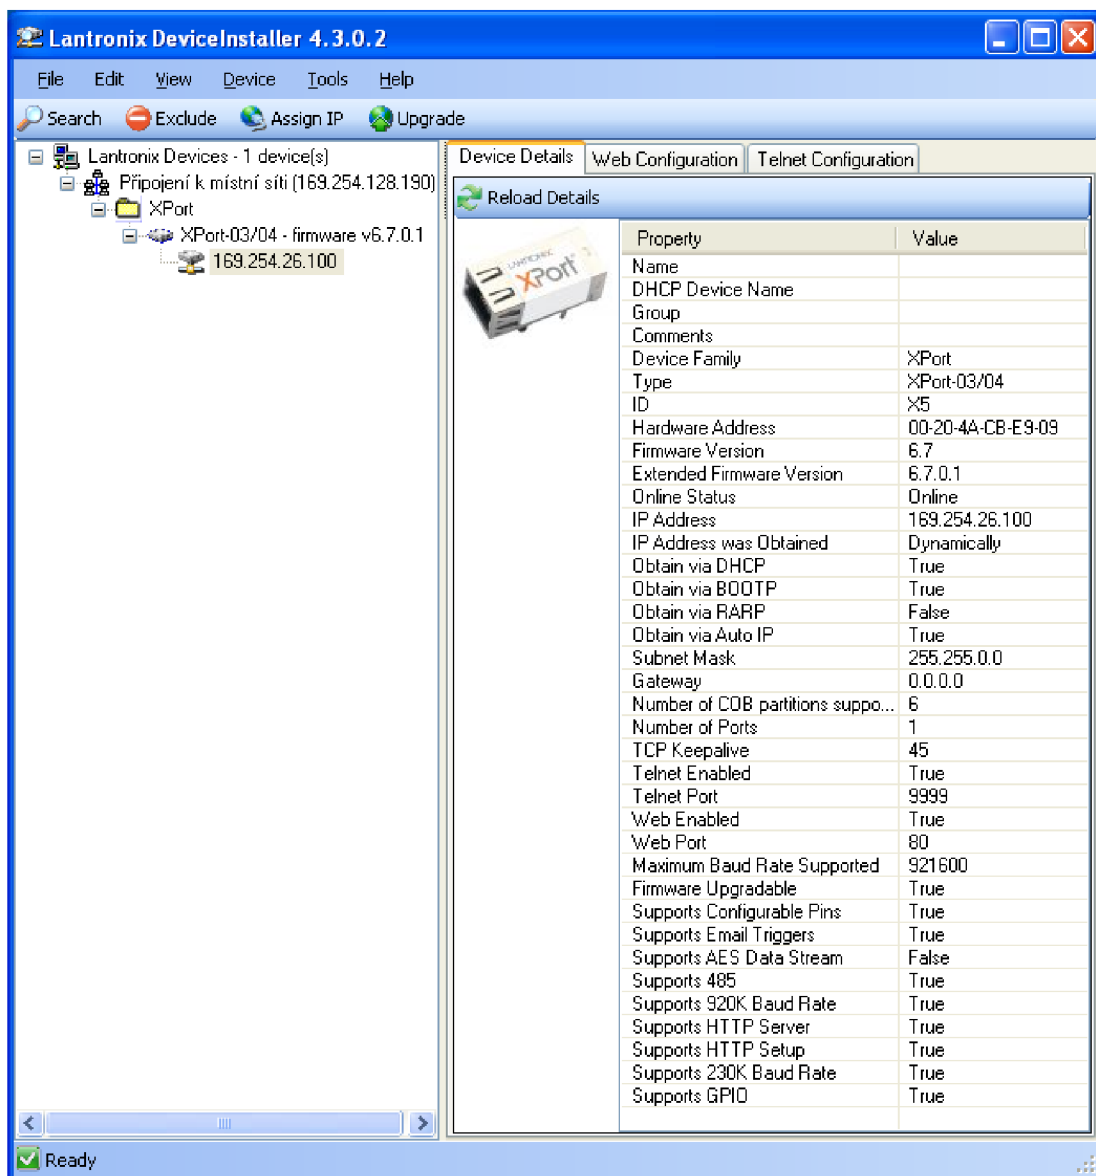 Lantronix DeviceInstaller 4.3.0.2
File Edit View Device Tools Help
Search Exclude Assign IP Upgrade
Lantronix Devices - 1 device(s)
Připojení k místní síti (169.254.128.190)
XPort
XPort-03/04 - firmware v6.7.0.1
169.254.26.100
Device Details Web Configuration Telnet Configuration
Reload Details
LANTRONIX
XPort
Property Value
Name
DHCP Device Name
Group
Comments
Device Family XPort
Type XPort-03/04
ID X5
Hardware Address 00-20-4A-CB-E9-09
Firmware Version 6.7
Extended Firmware Version 6.7.0.1
Online Status Online
IP Address 169.254.26.100
IP Address was Obtained Dynamically
Obtain via DHCP True
Obtain via BOOTP True
Obtain via RARP False
Obtain via Auto IP True
Subnet Mask 255.255.0.0
Gateway 0.0.0.0
Number of COB partitions suppo... 6
Number of Ports 1
TCP Keepalive 45
Telnet Enabled True
Telnet Port 9999
Web Enabled True
Web Port 80
Maximum Baud Rate Supported 921600
Firmware Upgradable True
Supports Configurable Pins True
Supports Email Triggers True
Supports AES Data Stream False
Supports 485 True
Supports 920K Baud Rate True
Supports HTTP Server True
Supports HTTP Setup True
Supports 230K Baud Rate True
Supports GPIO True
Ready